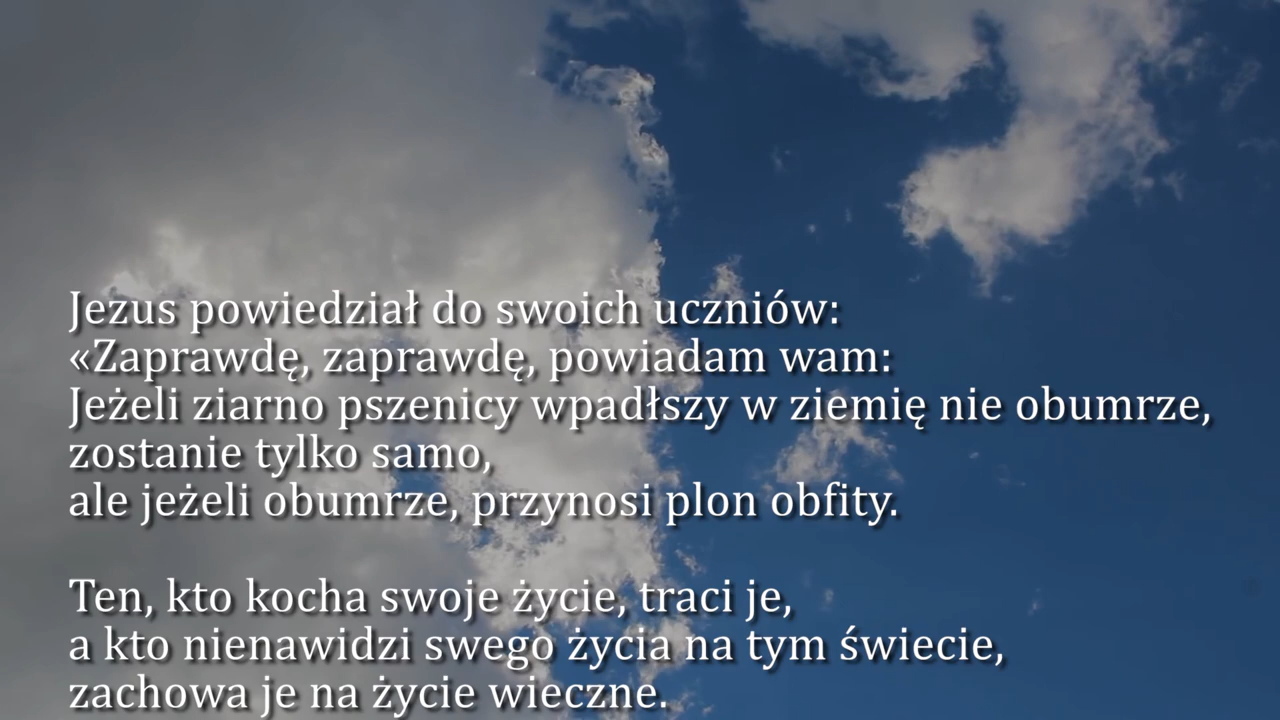 Jezus powiedział do swoich uczniów:
«Zaprawdę, zaprawdę, powiadam wam:
Jeżeli ziarno pszenicy wpadłszy w ziemię nie obumrze,
zostanie tylko samo,
ale jeżeli obumrze, przynosi plon obfity.
Ten, kto kocha swoje życie, traci je,
a kto nienawidzi swego życia na tym świecie,
zachowa je na życie wieczne.